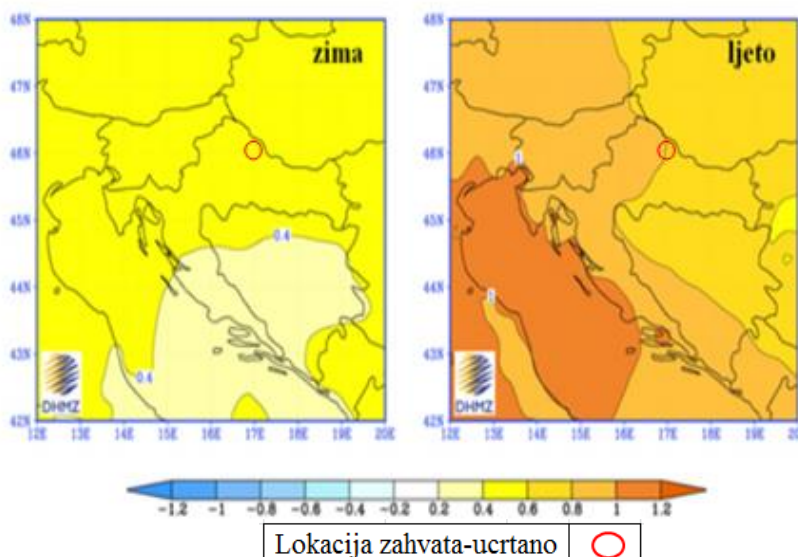 zima
48N
47N
46N
45N
44N
43N
42N
12E 13E 14E 15E 16E 17E 18E 19E 20E
0.4
0.4
DHMZ
ljeto
48N
47N
46N
45N
44N
43N
42N
12E 13E 14E 15E 16E 17E 18E 19E 20E
1
DHMZ
-1.2 -1 -0.8 -0.6 -0.4 -0.2 0.2 0.4 0.6 0.8 1 1.2
Lokacija zahvata-ucrtano